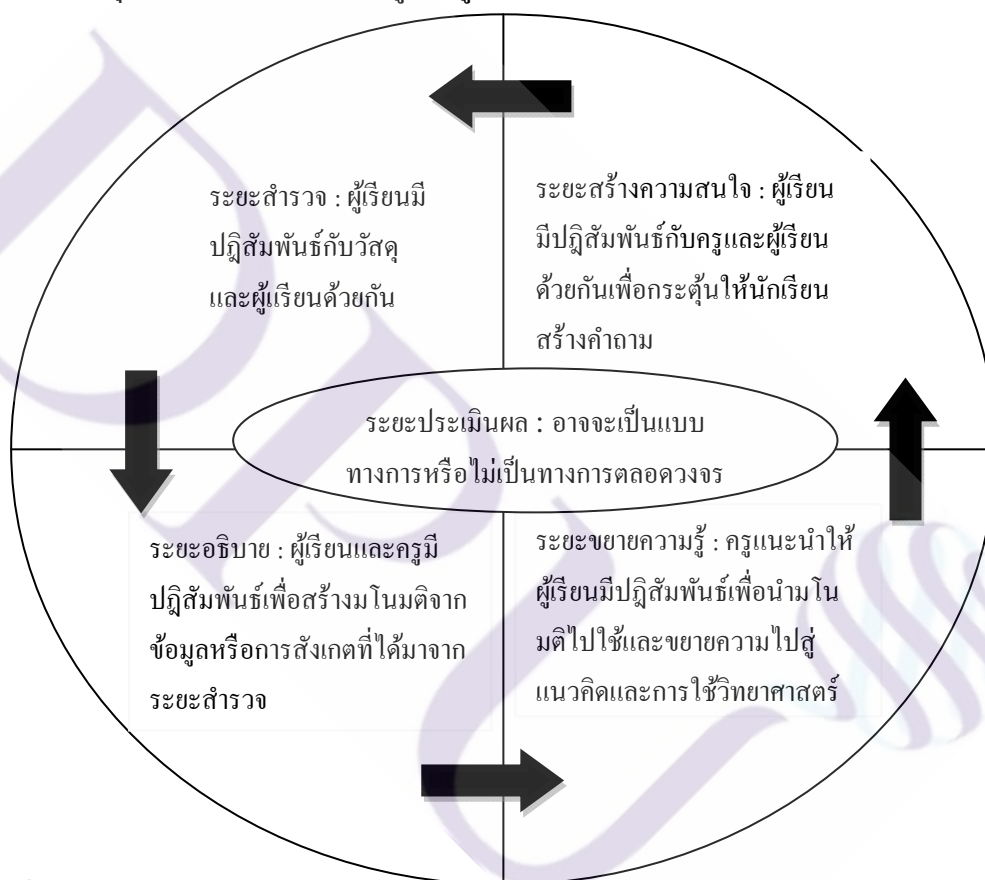 ระยะสำรวจ : ผู้เรียนมี
ปฎิสัมพันธ์กับวัสดุ
และผู้แรียนด้วยกัน
ระยะสร้างความสนใจ : ผู้เรียน
มีปฎิสัมพันธ์กับครูและผู้เรียน
ด้วยกันเพื่อกระตุ้นให้นักเรียน
สร้างคำถาม
ระยะประเมินผล : อาจจะเป็นแบบ
ทางการหรือไม่เป็นทางการตลอดวงจร
ระยะอธิบาย : ผู้เรียนและครูมี
ปฎิสัมพันธ์เพื่อสร้างมโนมติจาก
ข้อมูลหรือการสังเกตที่ได้มาจาก
ระยะสำรวจ
ระยะขยายความรู้ : ครูแนะนำให้
ผู้เรียนมีปฎิสัมพันธ์เพื่อนำมโน
มติไปใช้และขยายความไปสู่
แนวคิดและการใช้วิทยาศาสตร์